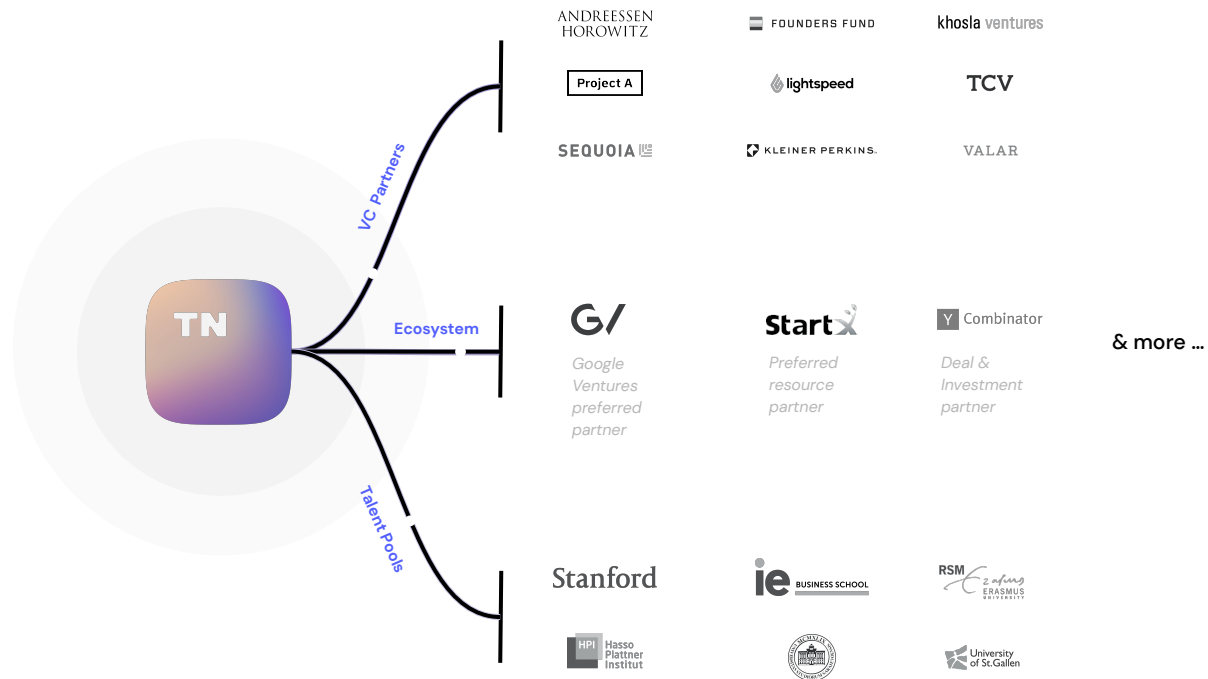 ANDREESSEN
HOROWITZ
FOUNDERS FUND
khosla ventures
Project A
lightspeed
TCV
SEQUOIA
KLEINER PERKINS.
VALAR
VC Partners
TN
Ecosystem
G/
StartX
Y Combinator
Google
Ventures
preferred
partner
Preferred
resource
partner
Deal &
Investment
partner
& more ...
Talent Pools
Stanford
ie BUSINESS SCHOOL
RSM
Erasmus
ERASMUS
UNIVERSITY
HPI Hasso
Plattner
Institut
University
of St.Gallen